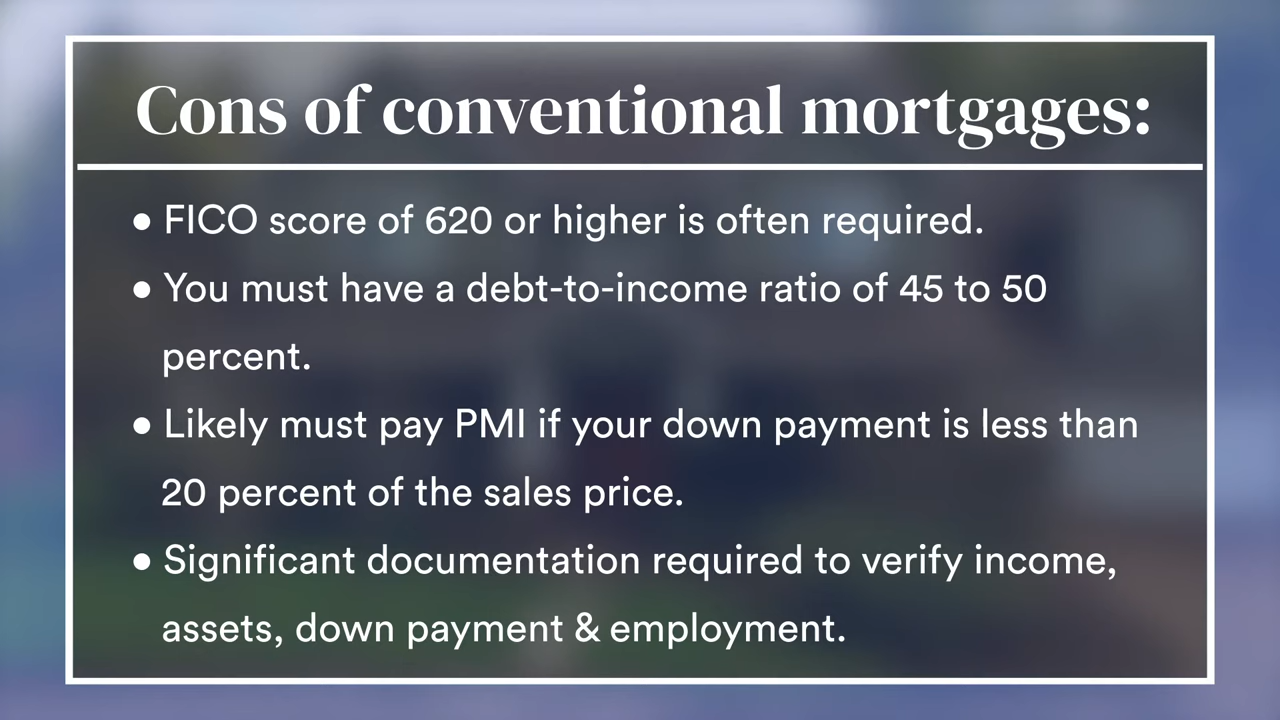 Cons of conventional mortgages:
● FICO score of 620 or higher is often required.
● You must have a debt-to-income ratio of 45 to 50
percent.
● Likely must pay PMI if your down payment is less than
20 percent of the sales price.
● Significant documentation required to verify income,
assets, down payment & employment.